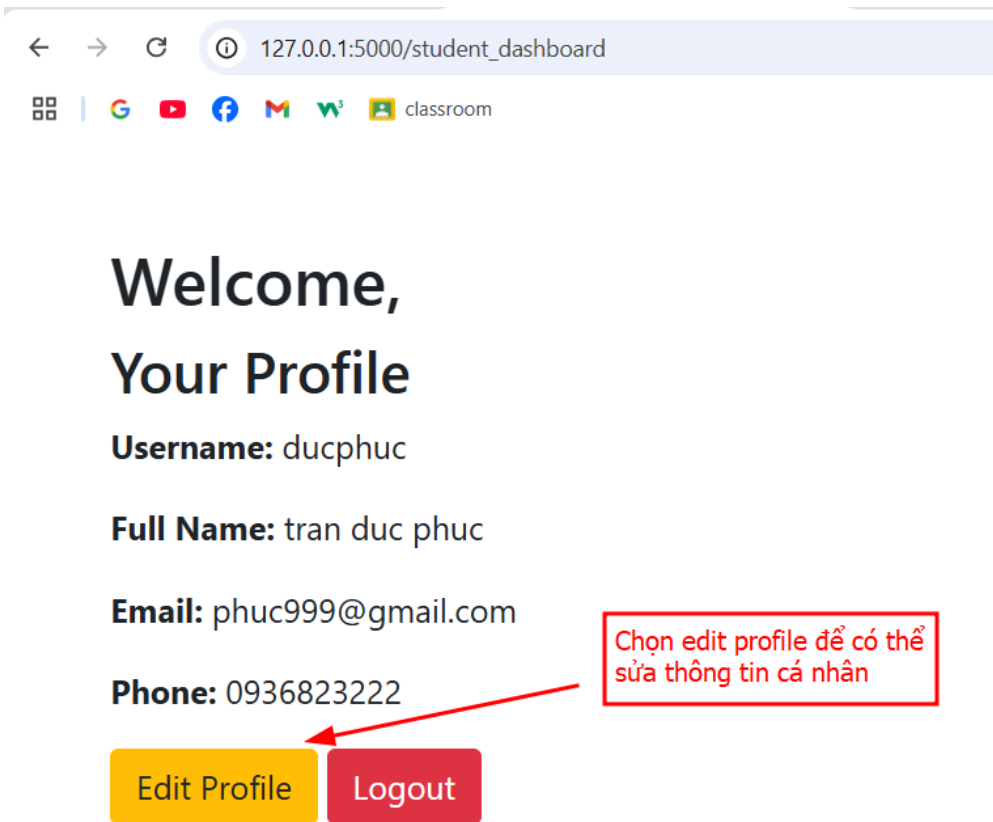 127.0.0.1:5000/student_dashboard
classroom
Welcome,
Your Profile
Username: ducphuc
Full Name: tran duc phuc
Email: phuc999@gmail.com
Chọn edit profile để có thể
sửa thông tin cá nhân
Phone: 0936823222
Edit Profile
Logout